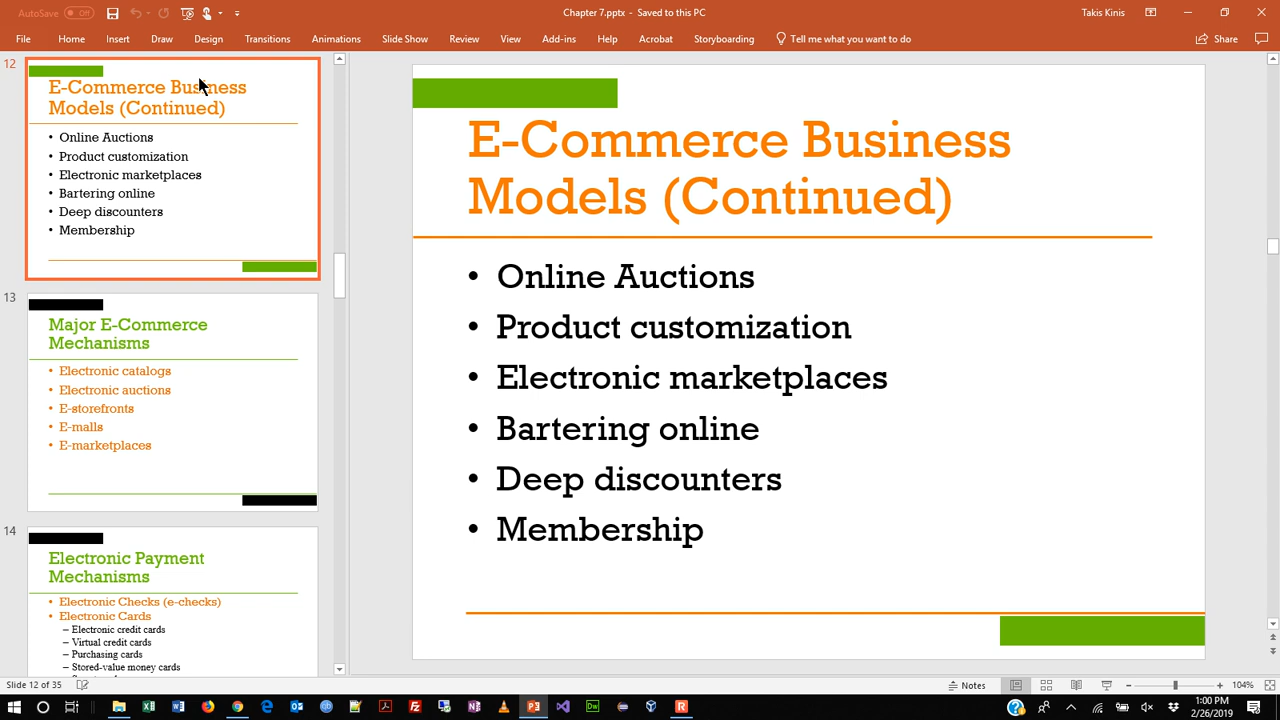 AutoSave Off
Chapter 7.pptx - Saved to this PC
Takis Kinis
File Home Insert Draw Design Transitions Animations Slide Show Review View Add-ins Help Acrobat Storyboarding Tell me what you want to do Share
12
E-Commerce Business
Models (Continued)
• Online Auctions
• Product customization
• Electronic marketplaces
• Bartering online
• Deep discounters
• Membership
13
Major E-Commerce
Mechanisms
• Electronic catalogs
• Electronic auctions
• E-storefronts
• E-malls
• E-marketplaces
14
Electronic Payment
Mechanisms
• Electronic Checks (e-checks)
• Electronic Cards
– Electronic credit cards
– Virtual credit cards
– Purchasing cards
– Stored-value money cards
E-Commerce Business
Models (Continued)
• Online Auctions
• Product customization
• Electronic marketplaces
• Bartering online
• Deep discounters
• Membership
Slide 12 of 35
Notes
104%
1:00 PM
2/26/2019